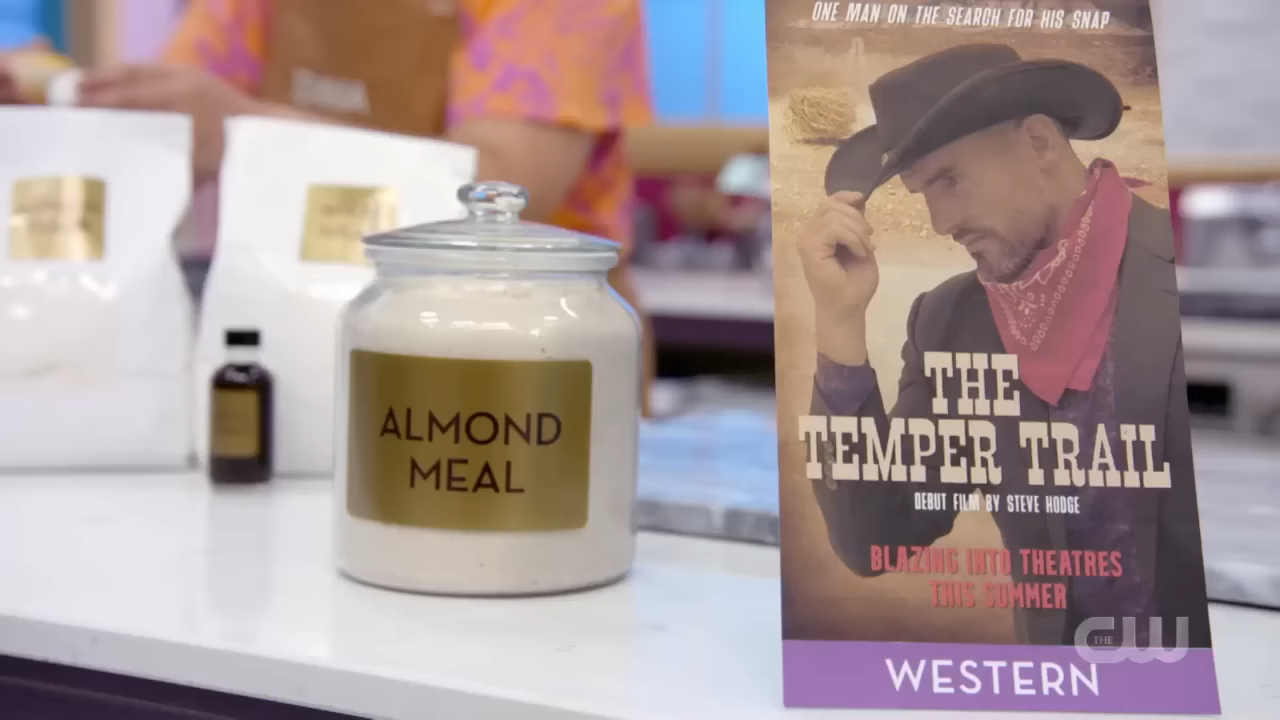 ONE MAN ON THE SEARCH FOR HIS SNAP
ALMOND
MEAL
THE
TEMPER TRAIL
DEBUT FILM BY STEVE HODGE
BLAZING INTO THEATRES
THIS SUMMER
THE CW
WESTERN